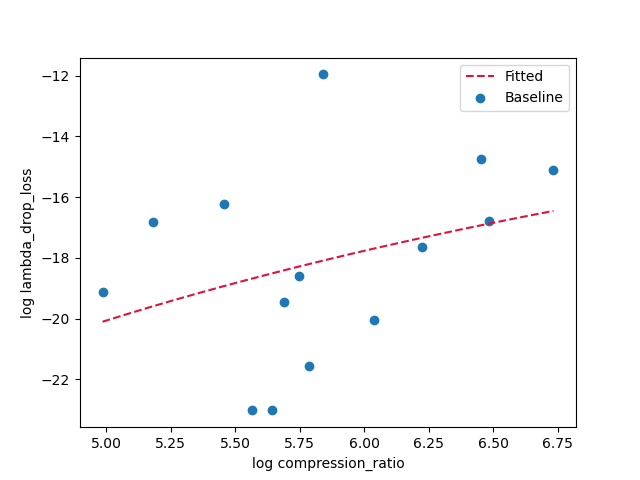 Fitted
Baseline
−12
−14
−16
−18
−20
−22
log lambda_drop_loss
5.00 5.25 5.50 5.75 6.00 6.25 6.50 6.75
log compression_ratio